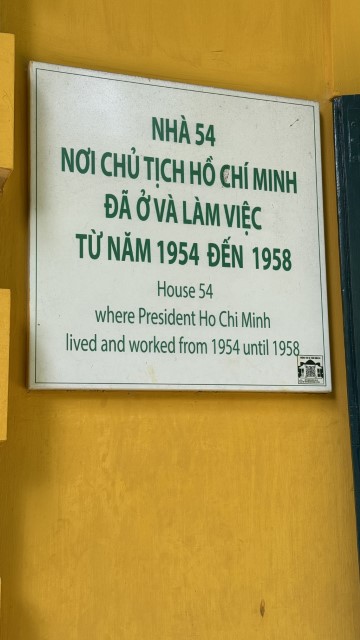 NHÀ 54
NƠI CHỦ TỊCH HỒ CHÍ MINH
ĐÃ Ở VÀ LÀM VIỆC
TỪ NĂM 1954 ĐẾN 1958
House 54
where President Ho Chi Minh
lived and worked from 1954 until 1958